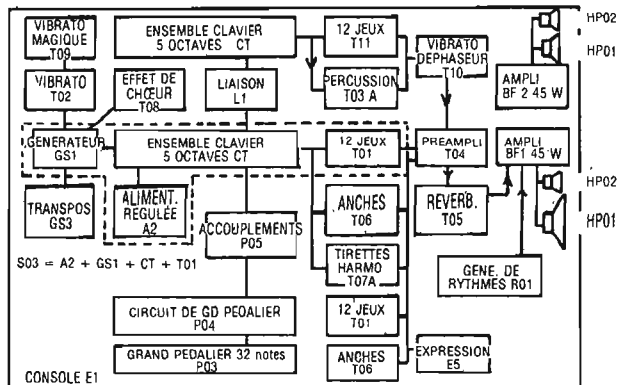 VIBRATO
MAGIQUE
T09
ENSEMBLE CLAVIER
5 OCTAVES CT
12 JEUX
T11
VIBRATO
DEPHASEUR
T10
HP02
HP01
AMPLI
BF 2 45 W
VIBRATO
T02
EFFET DE
CHŒUR
T08
LIAISON
L1
PERCUSSION
T03 A
GENERATEUR
GS1
ENSEMBLE CLAVIER
5 OCTAVES CT
12 JEUX
T01
PREAMPLI
T04
AMPLI
BF1 45 W
HP02
HP01
TRANSPOS
GS3
ALIMENT.
RÉGULÉE
A2
ACCOUPLEMENTS
P05
ANCHES
T06
REVERB.
T05
S03 = A2 + GS1 + CT + T01
TIRETTES
HARMO
T07A
GENE. DE
RYTHMES R01
CIRCUIT DE GD PEDALIER
P04
12 JEUX
T01
GRAND PEDALIER 32 notes
P03
ANCHES
T06
EXPRESSION
E5
CONSOLE E1